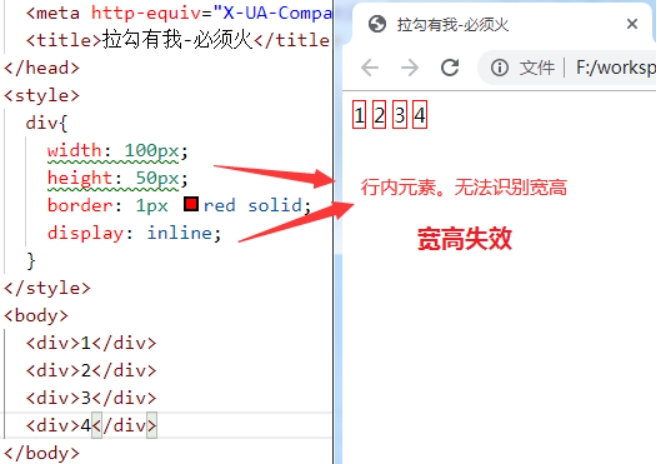 <meta http-equiv="X-UA-Compa
<title>拉勾有我-必须火</title
</head>
<style>
div{
width: 100px;
height: 50px;
border: 1px red solid;
display: inline;
}
</style>
<body>
<div>1</div>
<div>2</div>
<div>3</div>
<div>4</div>
</body>
拉勾有我-必须火
文件 F:/worksp
1 2 3 4
行内元素。无法识别宽高
宽高失效